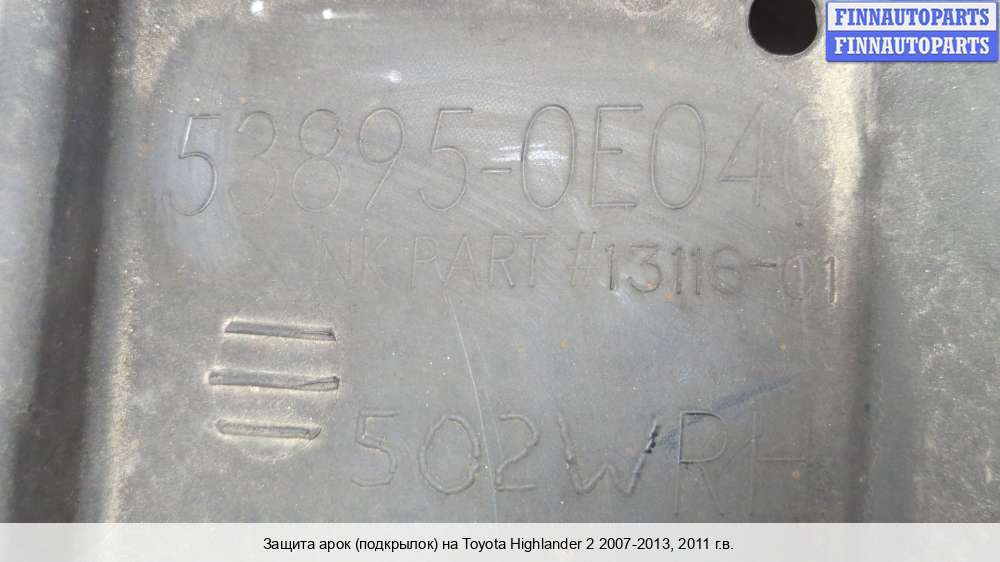 FINNAUTOPARTS
FINNAUTOPARTS
53895-0E040
NK PART #13116-01
502WRH
Защита арок (подкрылок) на Toyota Highlander 2 2007-2013, 2011 г.в.